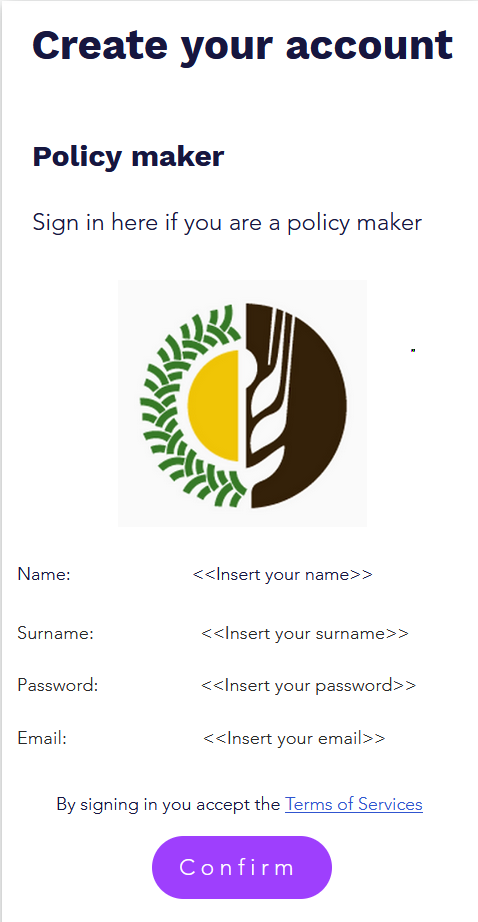 Create your account
Policy maker
Sign in here if you are a policy maker
Name: <<Insert your name>>
Surname: <<Insert your surname>>
Password: <<Insert your password>>
Email: <<Insert your email>>
By signing in you accept the Terms of Services
Confirm